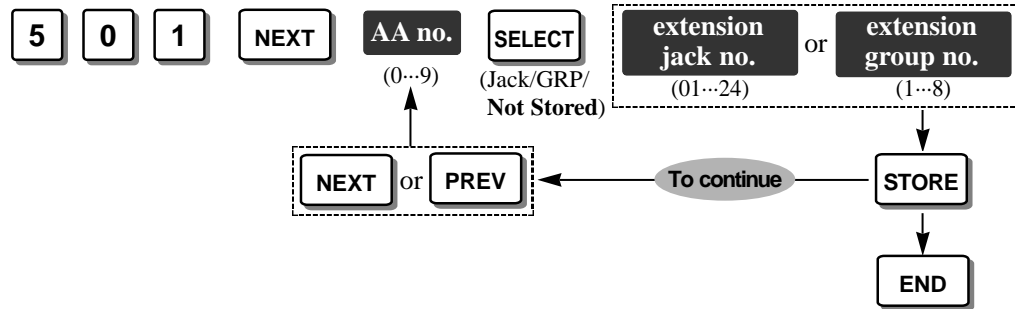 5 0 1 NEXT AA no. SELECT extension jack no. or extension group no.
(0···9) (Jack/GRP/ Not Stored) (01···24) (1···8)
NEXT or PREV To continue STORE
END